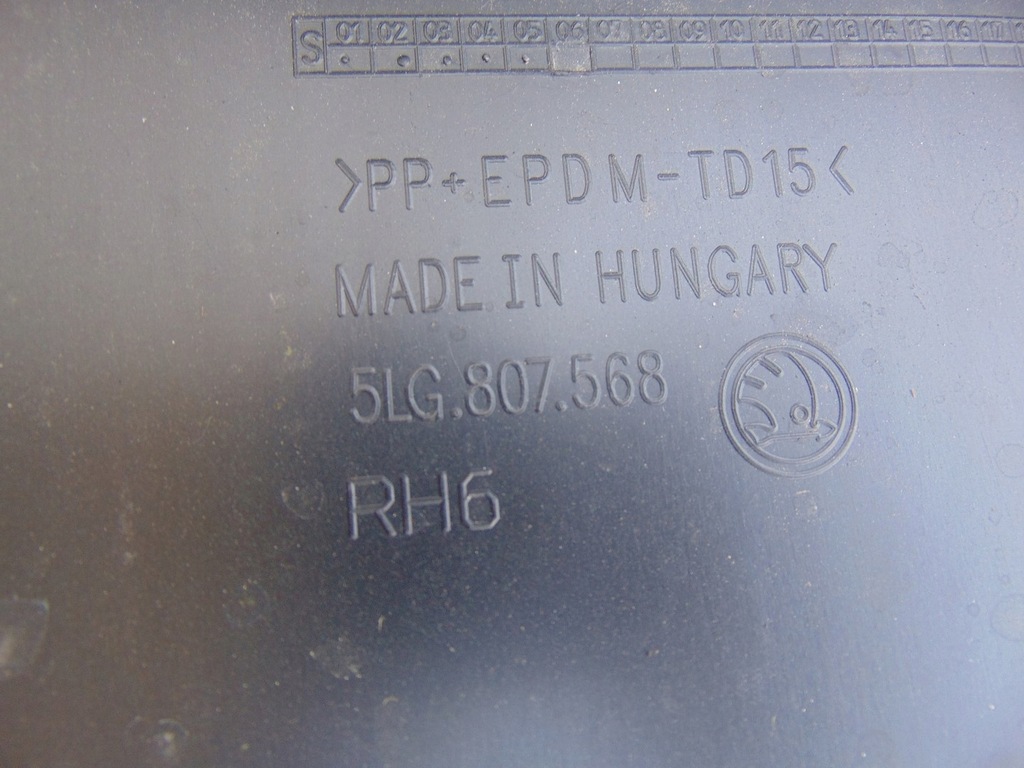 S 01 02 03 04 05 06 07 08 09 10 11 12 13 14 15 16 17
>PP+EPDM-TD15<
MADE IN HUNGARY
5LG.807.568
RH6